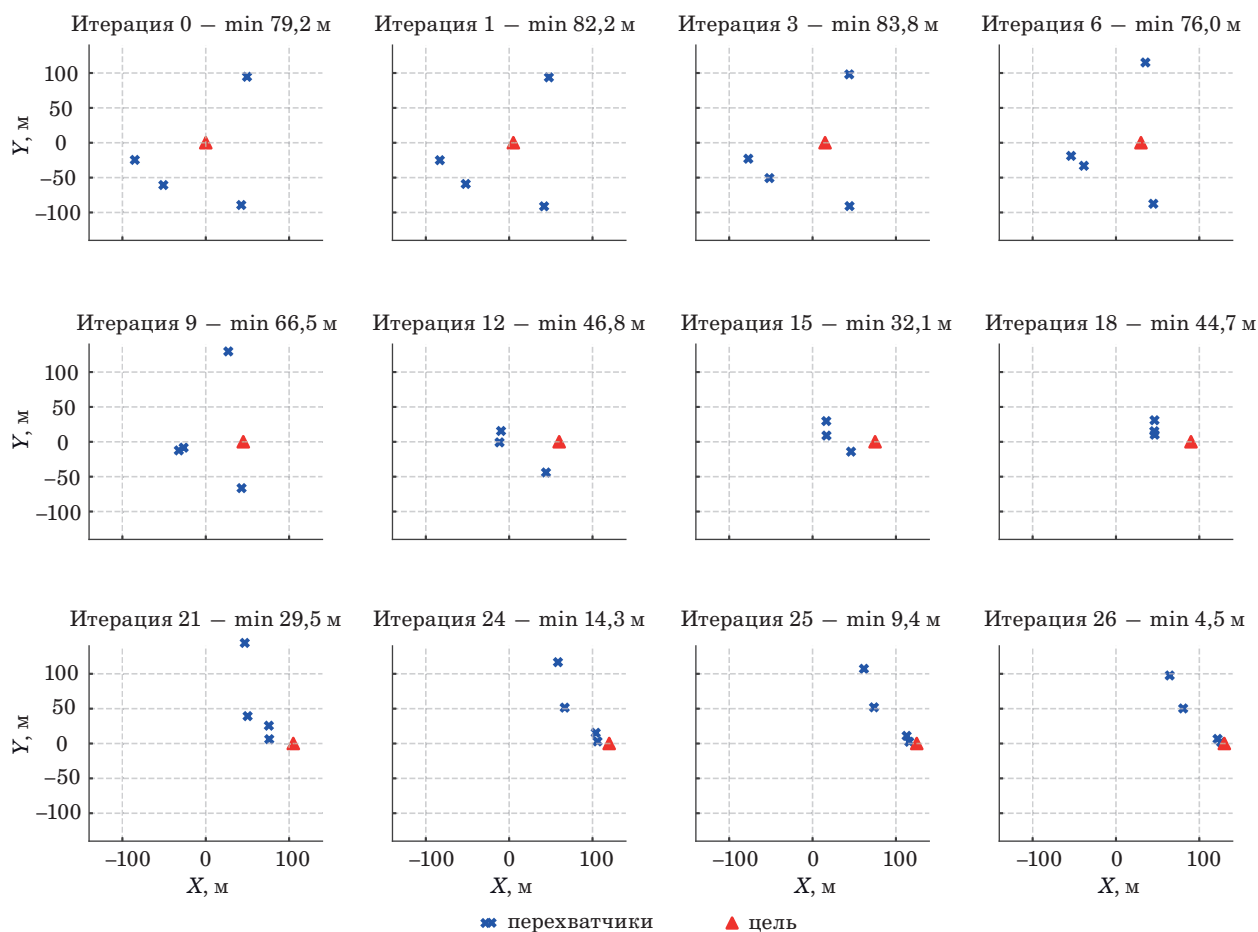 Итерация 0 – min 79,2 м
Итерация 1 – min 82,2 м
Итерация 3 – min 83,8 м
Итерация 6 – min 76,0 м
Y, м
100
50
0
–50
–100
Итерация 9 – min 66,5 м
Итерация 12 – min 46,8 м
Итерация 15 – min 32,1 м
Итерация 18 – min 44,7 м
Y, м
100
50
0
–50
–100
Итерация 21 – min 29,5 м
Итерация 24 – min 14,3 м
Итерация 25 – min 9,4 м
Итерация 26 – min 4,5 м
Y, м
100
50
0
–50
–100
–100 0 100
–100 0 100
–100 0 100
–100 0 100
X, м
X, м
X, м
X, м
перехватчики
цель